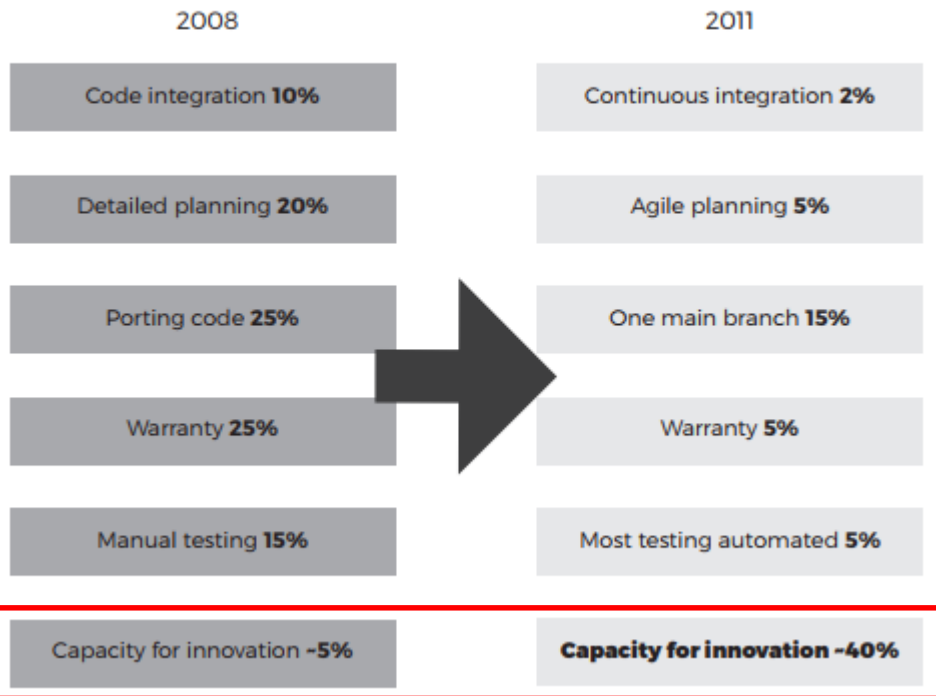 2008
2011
Code integration 10%
Continuous integration 2%
Detailed planning 20%
Agile planning 5%
Porting code 25%
One main branch 15%
Warranty 25%
Warranty 5%
Manual testing 15%
Most testing automated 5%
Capacity for innovation ~5%
Capacity for innovation ~40%